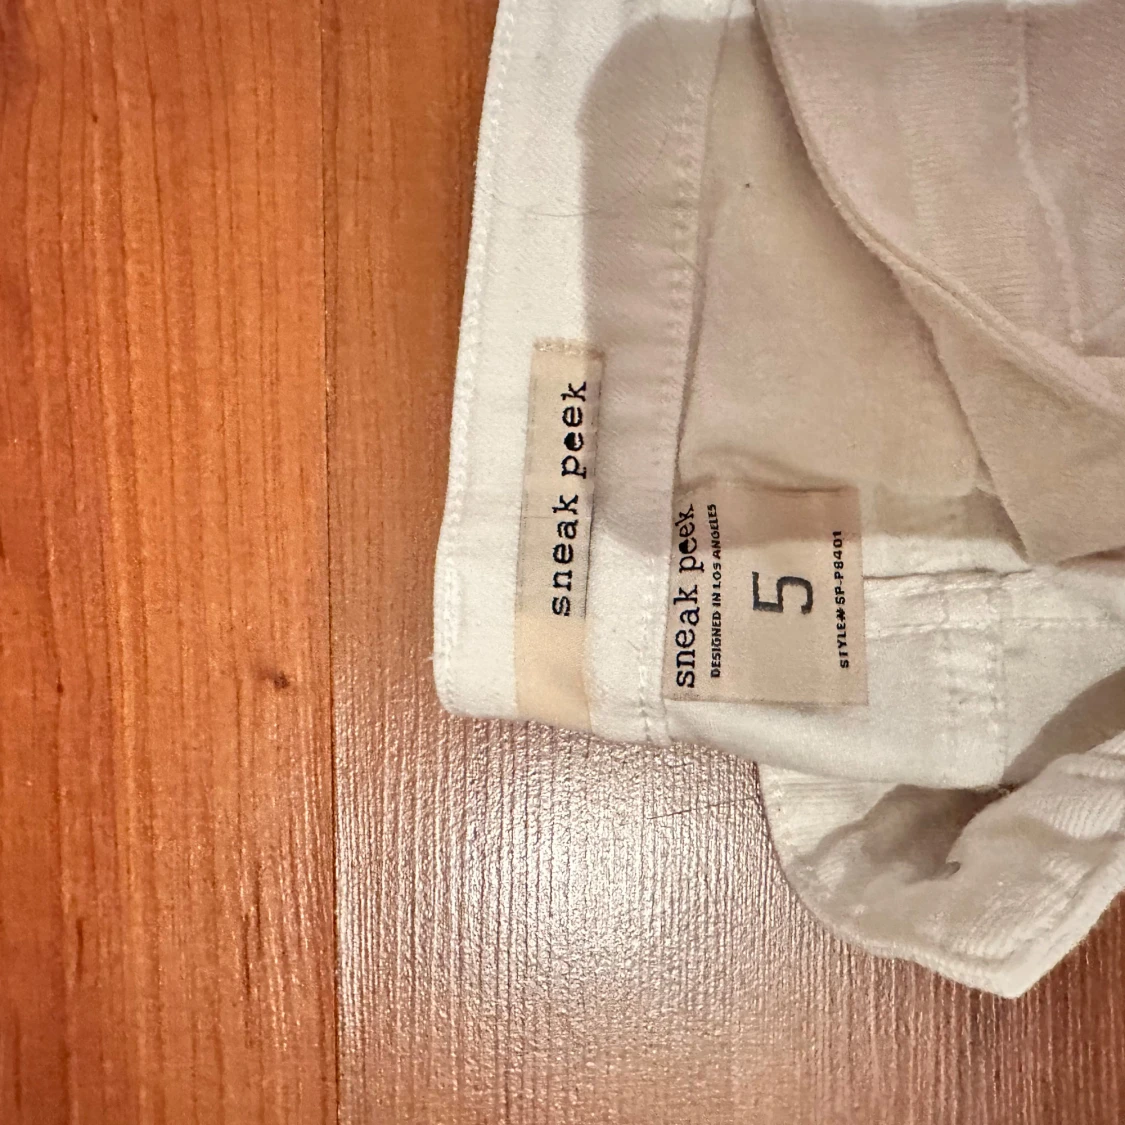 sneak peek
sneak peek
DESIGNED IN LOS ANGELES
5
STYLE# SP-P8401